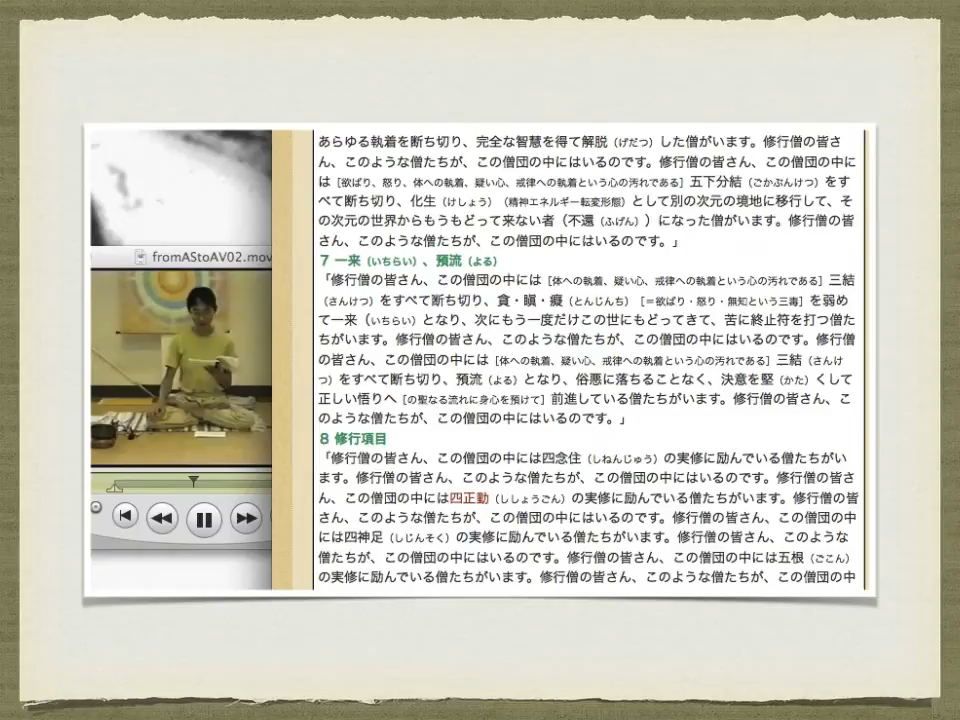 あらゆる執着を断ち切り、完全な智慧を得て解脱（げだつ）した僧がいます。修行僧の皆さ
ん、このような僧たちが、この僧団の中にはいるのです。修行僧の皆さん、この僧団の中に
は［欲ばり、怒り、体への執着、疑い心、戒律への執着という心の汚れである］五下分結（ごかぶんけつ）をす
べて断ち切り、化生（けしょう）（精神エネルギー転変形態）として別の次元の境地に移行して、そ
の次元の世界からもうもどって来ない者（不還（ふげん））になった僧がいます。修行僧の皆
さん、このような僧たちが、この僧団の中にはいるのです。」
7 一来（いちらい）、預流（よる）
「修行僧の皆さん、この僧団の中には［体への執着、疑い心、戒律への執着という心の汚れである］三結
（さんけつ）をすべて断ち切り、貪・瞋・癡（とんじんち）［＝欲ばり・怒り・無知という三毒］を弱め
て一来（いちらい）となり、次にもう一度だけこの世にもどってきて、苦に終止符を打つ僧た
ちがいます。修行僧の皆さん、このような僧たちが、この僧団の中にはいるのです。修行僧
の皆さん、この僧団の中には［体への執着、疑い心、戒律への執着という心の汚れである］三結（さんけ
つ）をすべて断ち切り、預流（よる）となり、俗悪に落ちることなく、決意を堅（かた）くして
正しい悟りへ［の聖なる流れに身心を預けて］前進している僧たちがいます。修行僧の皆さん、こ
のような僧たちが、この僧団の中にはいるのです。」
8 修行項目
「修行僧の皆さん、この僧団の中には四念住（しねんじゅう）の実修に励んでいる僧たちがい
ます。修行僧の皆さん、このような僧たちが、この僧団の中にはいるのです。修行僧の皆さ
ん、この僧団の中には四正動（ししょうごん）の実修に励んでいる僧たちがいます。修行僧の皆
さん、このような僧たちが、この僧団の中にはいるのです。修行僧の皆さん、この僧団の中
には四神足（しじんそく）の実修に励んでいる僧たちがいます。修行僧の皆さん、このような
僧たちが、この僧団の中にはいるのです。修行僧の皆さん、この僧団の中には五根（ごこん）
の実修に励んでいる僧たちがいます。修行僧の皆さん、このような僧たちが、この僧団の中
fromAStoAV02.mov